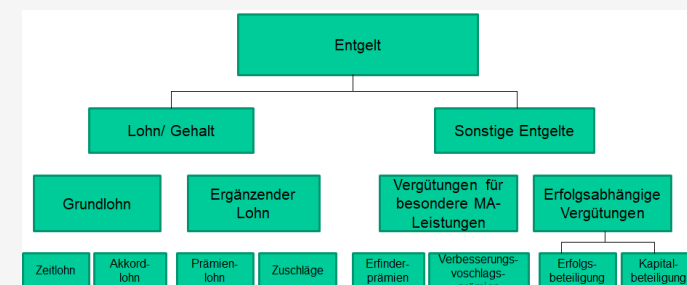 Entgelt
Lohn/ Gehalt
Sonstige Entgelte
Grundlohn
Ergänzender
Lohn
Vergütungen für
besondere MA-
Leistungen
Erfolgsabhängige
Vergütungen
Zeitlohn
Akkord-
lohn
Prämien-
lohn
Zuschläge
Erfinder-
prämien
Verbesserungs-
voschlags-
Erfolgs-
beteiligung
Kapital-
beteiligung